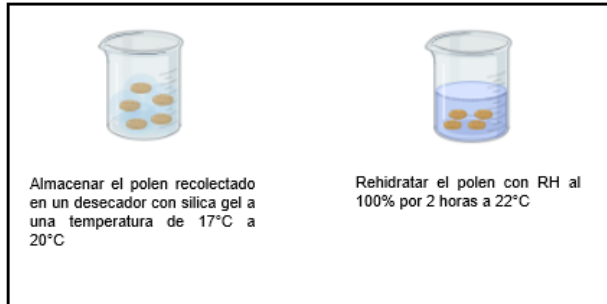 Almacenar el polen recolectado
en un desecador con silica gel a
una temperatura de 17°C a
20°C
Rehidratar el polen con RH al
100% por 2 horas a 22°C